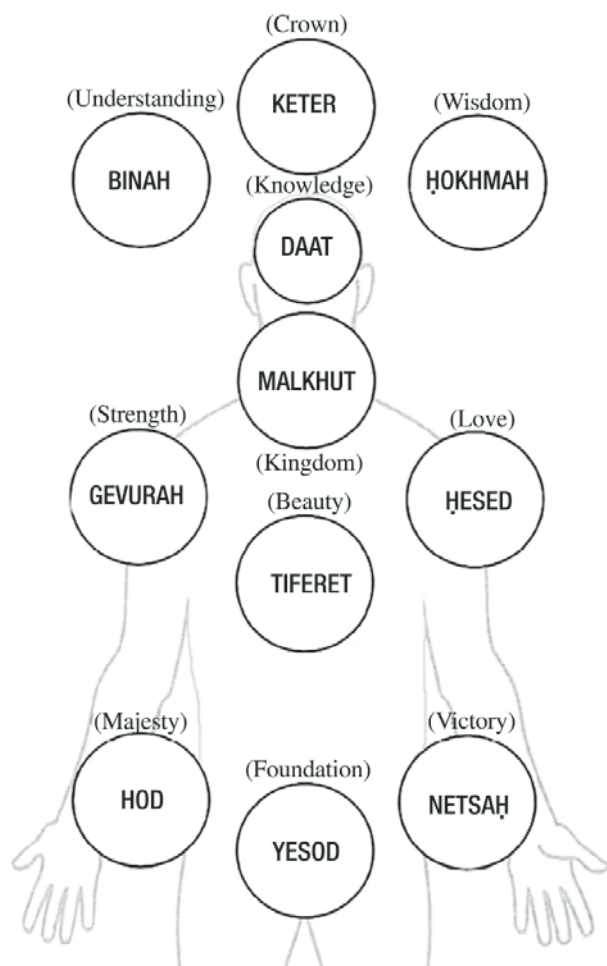 (Crown)
KETER
(Understanding)
BINAH
(Wisdom)
ḤOKHMAH
(Knowledge)
DAAT
MALKHUT
(Kingdom)
(Strength)
GEVURAH
(Love)
ḤESED
(Beauty)
TIFERET
(Majesty)
HOD
(Victory)
NETSAḤ
(Foundation)
YESOD